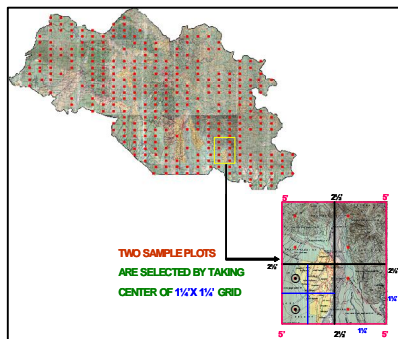 5' 2½' 5'
TWO SAMPLE PLOTS
ARE SELECTED BY TAKING
CENTER OF 1¼'X 1¼' GRID
2½' 2½'
1¼'
1¼'
5' 2½' 5'